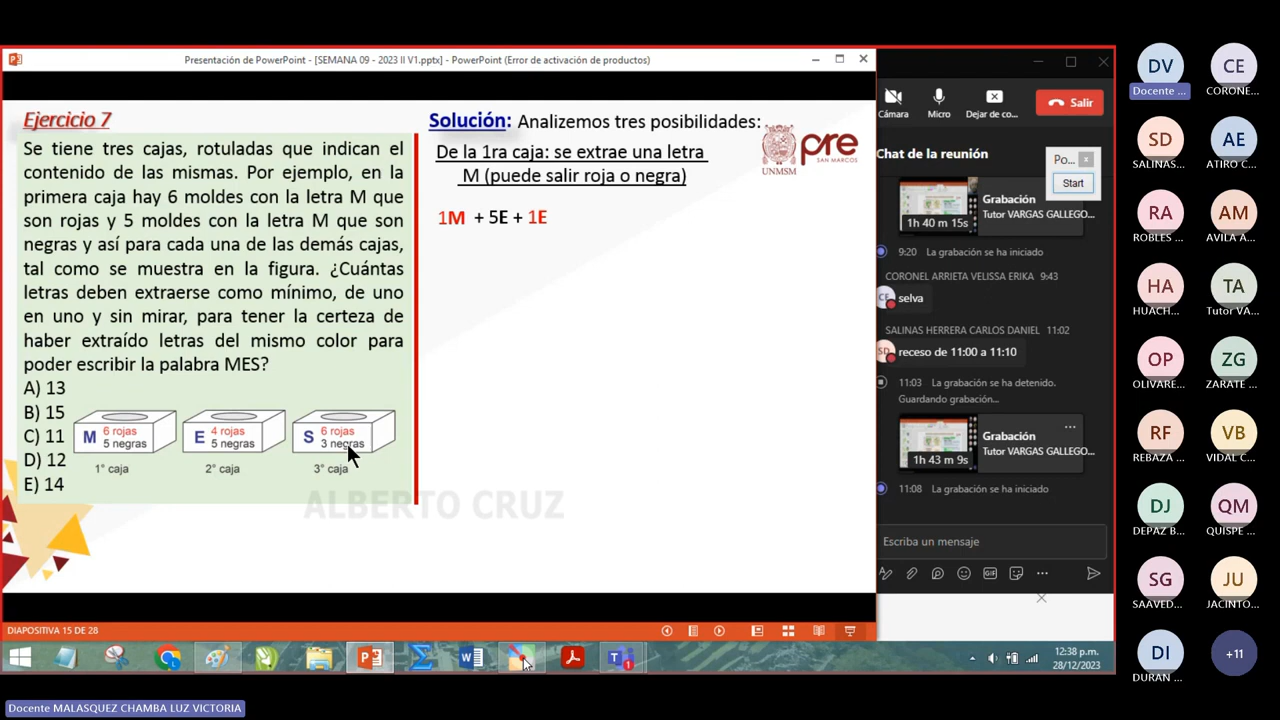 Presentación de PowerPoint - [SEMANA 09 - 2023 II V1.pptx] - PowerPoint (Error de activación de productos)
Ejercicio 7
Se tiene tres cajas, rotuladas que indican el
contenido de las mismas. Por ejemplo, en la
primera caja hay 6 moldes con la letra M que
son rojas y 5 moldes con la letra M que son
negras y así para cada una de las demás cajas,
tal como se muestra en la figura. ¿Cuántas
letras deben extraerse como mínimo, de uno
en uno y sin mirar, para tener la certeza de
haber extraído letras del mismo color para
poder escribir la palabra MES?
A) 13
B) 15
C) 11
D) 12
E) 14
M 6 rojas
5 negras
1° caja
E 4 rojas
5 negras
2° caja
S 6 rojas
3 negras
3° caja
Solución: Analizemos tres posibilidades:
De la 1ra caja: se extrae una letra
M (puede salir roja o negra)
1M + 5E + 1E
UNMSM
pre
SAN MARCOS
ALBERTO CRUZ
DIAPOSITIVA 15 DE 28
Cámara
Micro
Dejar de co...
Salir
Chat de la reunión
Po...
Start
Grabación
Tutor VARGAS GALLEGO...
1h 40 m 15s
9:20 La grabación se ha iniciado
CORONEL ARRIETA VELISSA ERIKA 9:43
CE
selva
SALINAS HERRERA CARLOS DANIEL 11:02
SD
receso de 11:00 a 11:10
11:03 La grabación se ha detenido.
Guardando grabación...
Grabación
Tutor VARGAS GALLEGO...
1h 43 m 9s
11:08 La grabación se ha iniciado
Escriba un mensaje
GIF
12:38 p.m.
28/12/2023
DV
Docente ...
CE
CORONE...
SD
SALINAS...
AE
ATIRO C...
RA
ROBLES ...
AM
AVILA A...
HA
HUACH...
TA
Tutor VA...
OP
OLIVARE...
ZG
ZARATE ...
RF
REBAZA ...
VB
VIDAL C...
DJ
DEPAZ B...
QM
QUISPE ...
SG
SAAVED...
JU
JACINTO...
DI
DURAN ...
+11
Docente MALASQUEZ CHAMBA LUZ VICTORIA